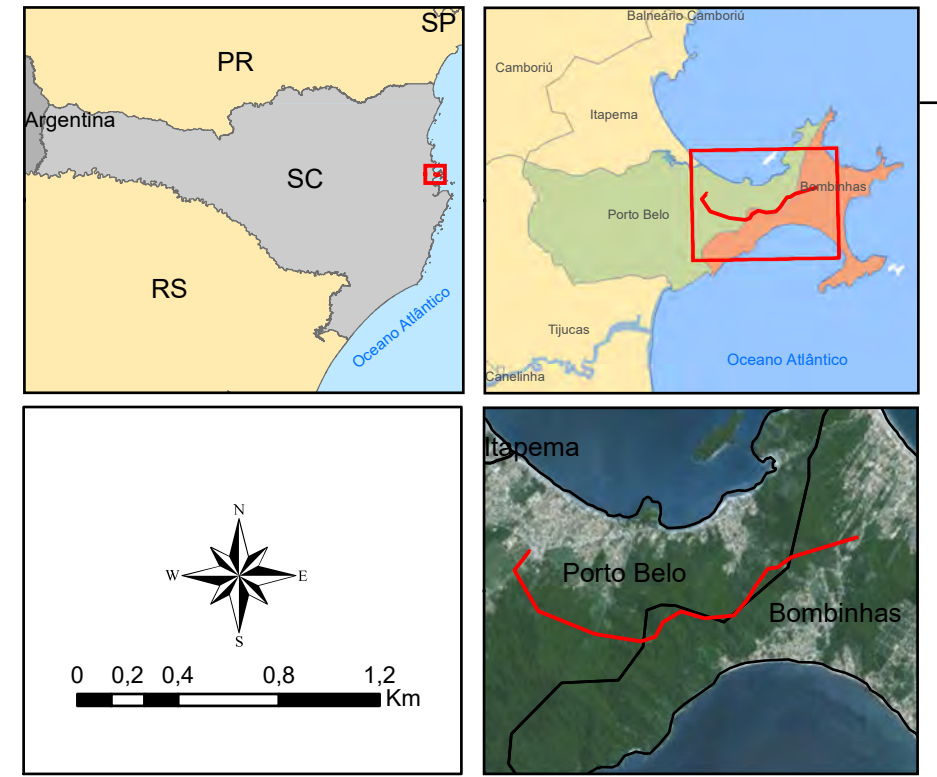 SP
PR
Argentina
SC
RS
Oceano Atlântico
Balneário Camboriú
Camboriú
Itapema
Bombinhas
Porto Belo
Tijucas
Oceano Atlântico
Canelinha
N
W
E
S
0 0,2 0,4 0,8 1,2
Km
Itapema
Porto Belo
Bombinhas